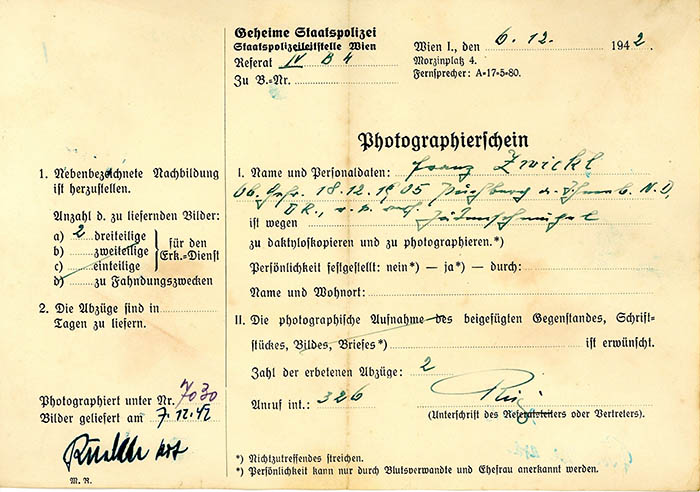 Geheime Staatspolizei
Staatspolizeileitstelle Wien
Referat IV B 4
Zu B.-Nr.
Wien I., den 6. 12. 1942.
Morzinplatz 4.
Fernsprecher: A-17-5-80.
Photographierschein
1. Nebenbezeichnete Nachbildung
ist herzustellen.
Anzahl d. zu liefernden Bilder:
a) 2 dreiteilige
b) zweiteilige
c) einteilige
für den
Erk.-Dienst
d) zu Fahndungszwecken
2. Die Abzüge sind in
Tagen zu liefern.
Photographiert unter Nr. 7030
Bilder geliefert am 7. 12. 42
M. R.
I. Name und Personaldaten: Franz Zwickl
Ob. Gefr. 18.12.1905 N.D,
ist wegen
zu daktyloskopieren und zu photographieren.*)
Persönlichkeit festgestellt: nein*) — ja*) — durch:
Name und Wohnort:
II. Die photographische Aufnahme des beigefügten Gegenstandes, Schrift-
stückes, Bildes, Briefes*) ist erwünscht.
Zahl der erbetenen Abzüge: 2
Anruf int.: 326
(Unterschrift des Referatsleiters oder Vertreters).
*) Nichtzutreffendes streichen.
*) Persönlichkeit kann nur durch Blutsverwandte und Ehefrau anerkannt werden.